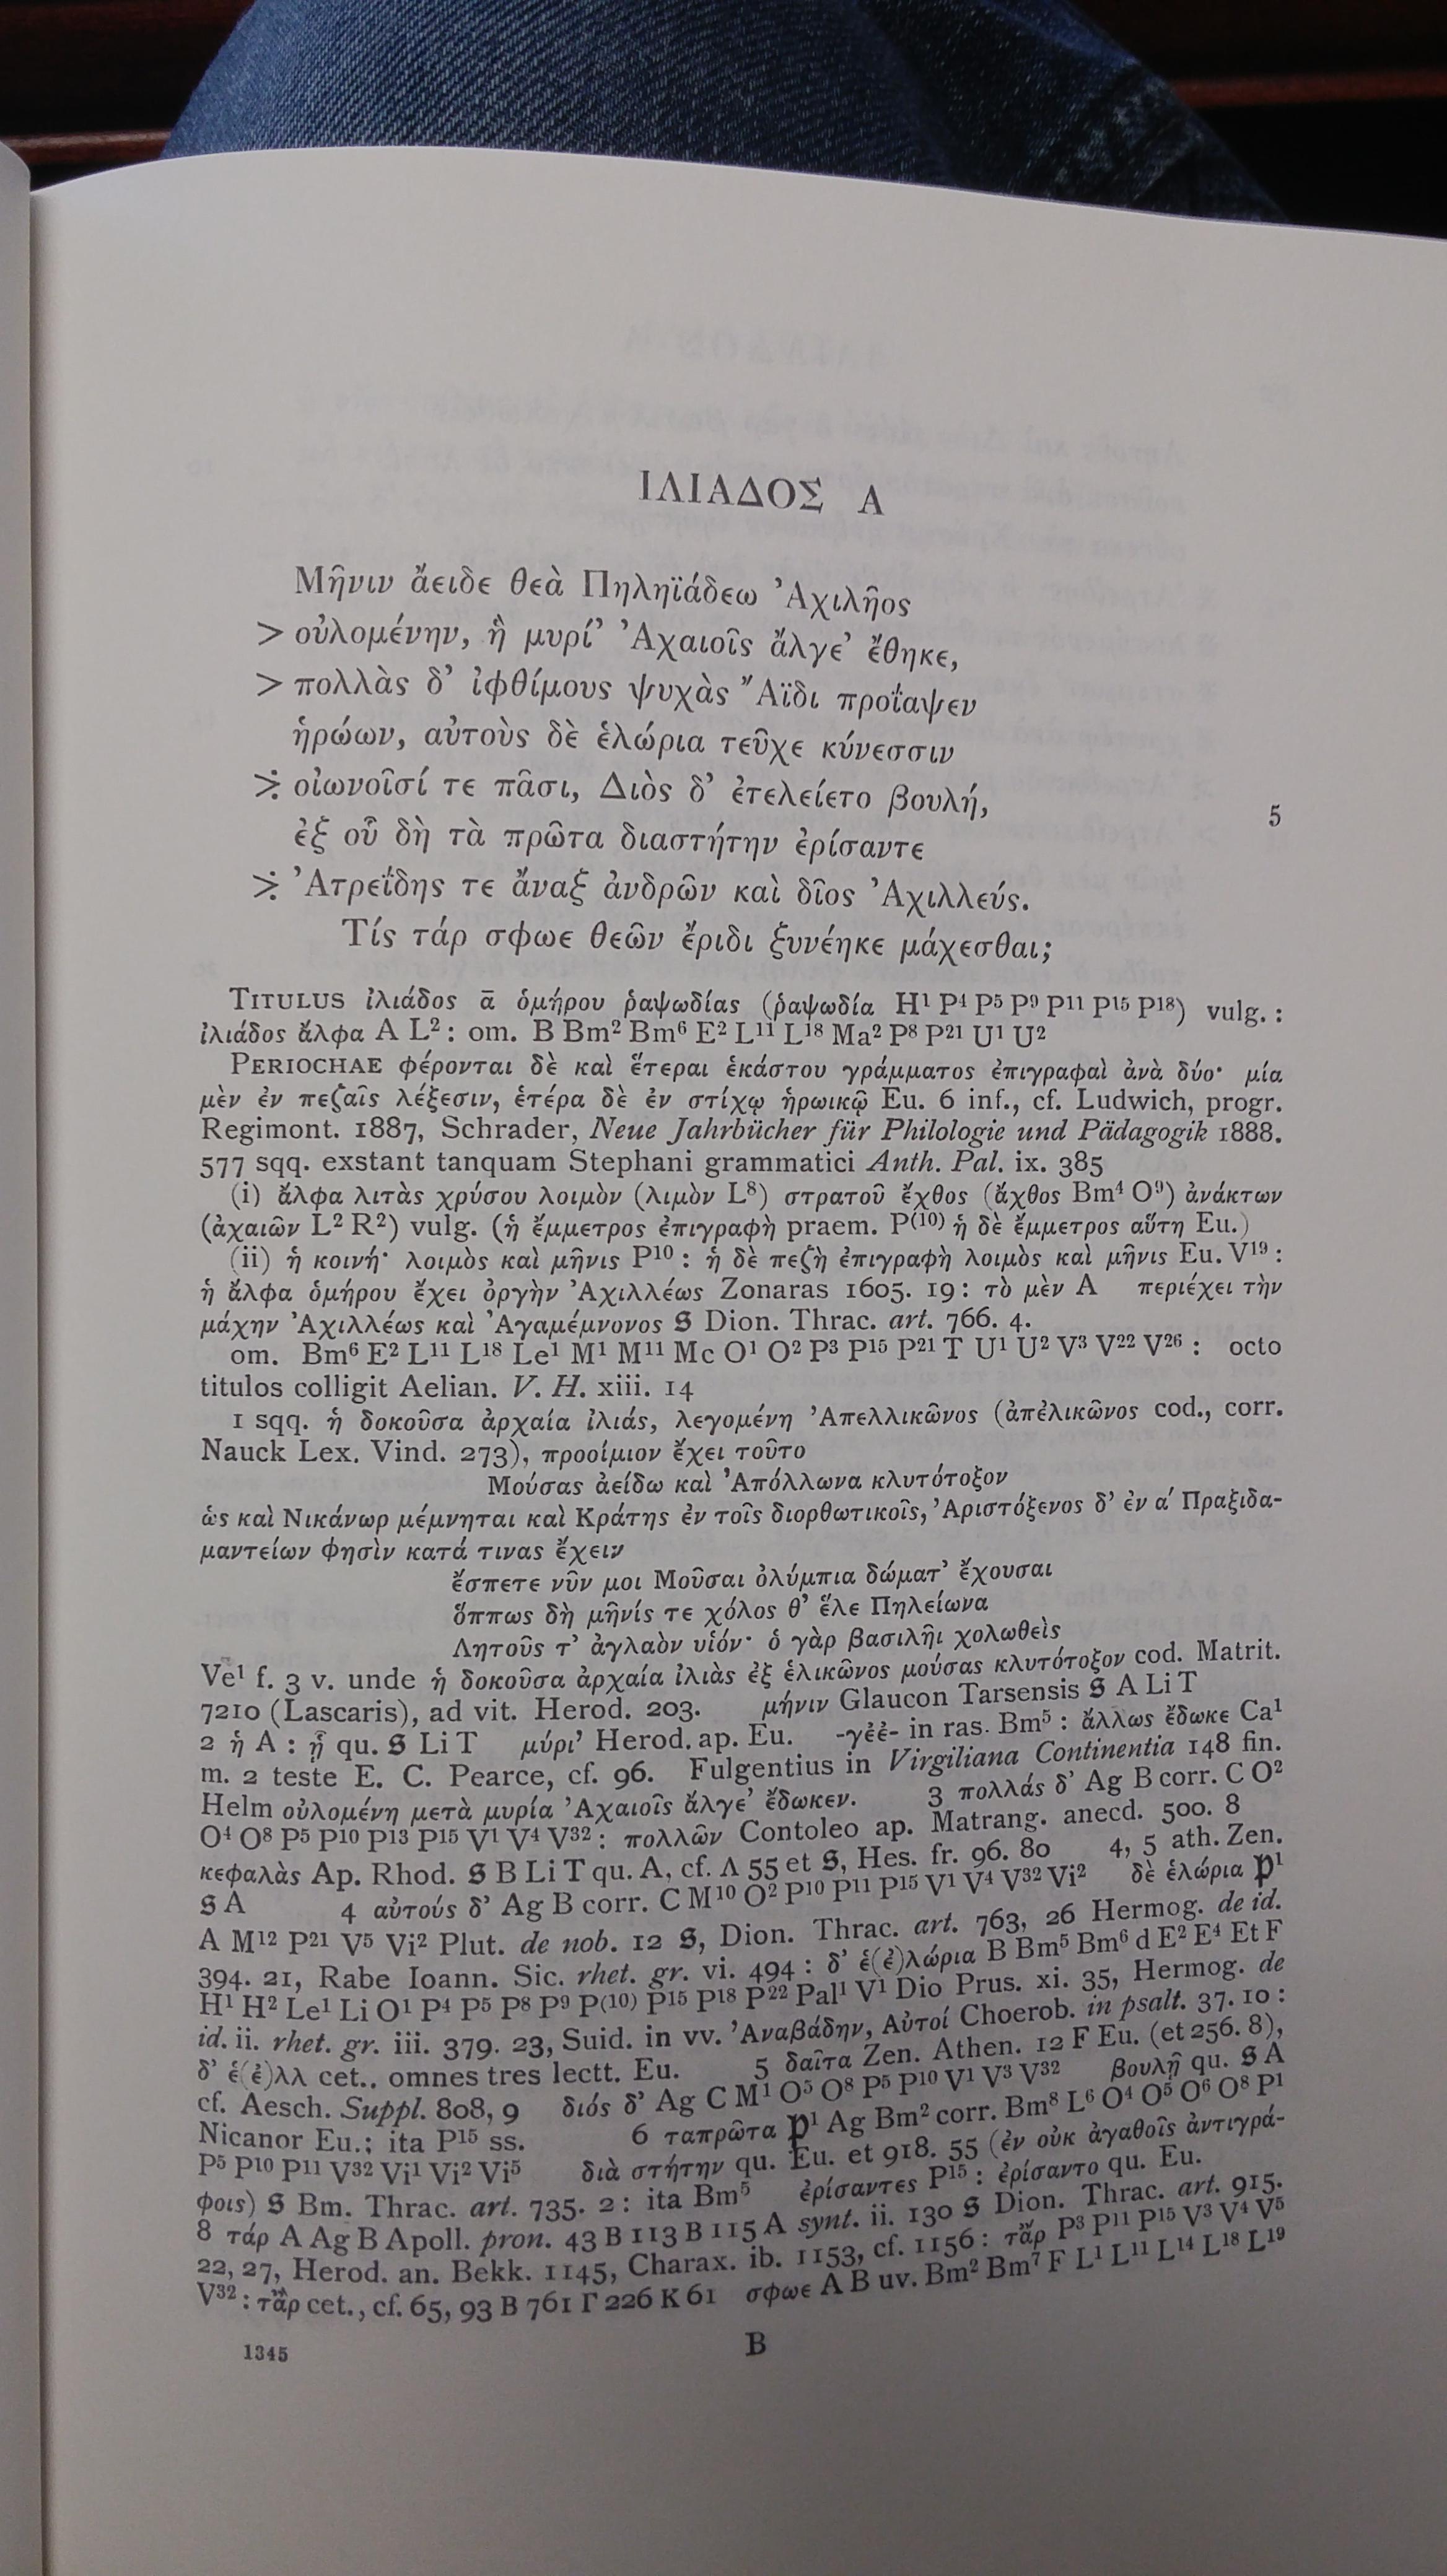 ΙΛΙΑΔΟΣ Α
Μῆνιν ἄειδε θεὰ Πηληϊάδεω Ἀχιλῆος
> οὐλομένην, ἣ μυρί’ Ἀχαιοῖς ἄλγε’ ἔθηκε,
> πολλὰς δ’ ἰφθίμους ψυχὰς Ἄϊδι προΐαψεν
ἡρώων, αὐτοὺς δὲ ἑλώρια τεῦχε κύνεσσιν
⸖ οἰωνοῖσί τε πᾶσι, Διὸς δ’ ἐτελείετο βουλή, 5
ἐξ οὗ δὴ τὰ πρῶτα διαστήτην ἐρίσαντε
⸖ Ἀτρεΐδης τε ἄναξ ἀνδρῶν καὶ δῖος Ἀχιλλεύς.
Τίς τάρ σφωε θεῶν ἔριδι ξυνέηκε μάχεσθαι;
TITULUS ἰλιάδος ᾱ ὁμήρου ῥαψωδίας (ῥαψωδία H¹ P⁴ P⁵ P⁹ P¹¹ P¹⁵ P¹⁸) vulg. :
ἰλιάδος ἄλφα A L² : om. B Bm² Bm⁶ E² L¹¹ L¹⁸ Ma² P⁸ P²¹ U¹ U²
PERIOCHAE φέρονται δὲ καὶ ἕτεραι ἑκάστου γράμματος ἐπιγραφαὶ ἀνὰ δύο· μία
μὲν ἐν πεζαῖς λέξεσιν, ἑτέρα δὲ ἐν στίχῳ ἡρωικῷ Eu. 6 inf., cf. Ludwich, progr.
Regimont. 1887, Schrader, Neue Jahrbücher für Philologie und Pädagogik 1888.
577 sqq. exstant tanquam Stephani grammatici Anth. Pal. ix. 385
(i) ἄλφα λιτὰς χρύσου λοιμὸν (λιμὸν L⁸) στρατοῦ ἔχθος (ἄχθος Bm⁴ O⁹) ἀνάκτων
(ἀχαιῶν L² R²) vulg. (ἡ ἔμμετρος ἐπιγραφὴ praem. P⁽¹⁰⁾ ἡ δὲ ἔμμετρος αὕτη Eu.)
(ii) ἡ κοινή· λοιμὸς καὶ μῆνις P¹⁰ : ἡ δὲ πεζὴ ἐπιγραφὴ λοιμὸς καὶ μῆνις Eu. V¹⁹ :
ἡ ἄλφα ὁμήρου ἔχει ὀργὴν Ἀχιλλέως Zonaras 1605. 19 : τὸ μὲν A περιέχει τὴν
μάχην Ἀχιλλέως καὶ Ἀγαμέμνονος S Dion. Thrac. art. 766. 4.
om. Bm⁶ E² L¹¹ L¹⁸ Le¹ M¹ M¹¹ Mc O¹ O² P³ P¹⁵ P²¹ T U¹ U² V³ V²² V²⁶ : octo
titulos colligit Aelian. V. H. xiii. 14
1 sqq. ἡ δοκοῦσα ἀρχαία ἰλιάς, λεγομένη Ἀπελλικῶνος (ἀπέλικῶνος cod., corr.
Nauck Lex. Vind. 273), προοίμιον ἔχει τοῦτο
Μούσας ἀείδω καὶ Ἀπόλλωνα κλυτότοξον
ὡς καὶ Νικάνωρ μέμνηται καὶ Κράτης ἐν τοῖς διορθωτικοῖς, Ἀριστόξενος δ’ ἐν α΄ Πραξιδα-
μαντείων φησὶν κατά τινας ἔχειν
ἔσπετε νῦν μοι Μοῦσαι ὀλύμπια δώματ’ ἔχουσαι
ὅππως δὴ μῆνίς τε χόλος θ’ ἕλε Πηλείωνα
Λητοῦς τ’ ἀγλαὸν υἱόν· ὁ γὰρ βασιλῆι χολωθεὶς
Ve¹ f. 3 v. unde ἡ δοκοῦσα ἀρχαία ἰλιὰς ἐξ ἑλικῶνος μούσας κλυτότοξον cod. Matrit.
7210 (Lascaris), ad vit. Herod. 203. μήνιν Glaucon Tarsensis S A Li T
2 ἡ A : ᾗ qu. S Li T μύρι’ Herod. ap. Eu. -γἐἐ- in ras. Bm⁵ : ἄλλως ἔδωκε Ca¹
m. 2 teste E. C. Pearce, cf. 96. Fulgentius in Virgiliana Continentia 148 fin.
Helm οὐλομένη μετὰ μυρία Ἀχαιοῖς ἄλγε’ ἔδωκεν. 3 πολλάς δ’ Ag B corr. C O²
O⁴ O⁸ P⁵ P¹⁰ P¹³ P¹⁵ V¹ V⁴ V³² : πολλῶν Contoleo ap. Matrang. anecd. 500. 8
κεφαλὰς Ap. Rhod. S B Li T qu. A, cf. Λ 55 et S, Hes. fr. 96. 80 4, 5 ath. Zen.
S A 4 αὐτούς δ’ Ag B corr. C M¹⁰ O² P¹⁰ P¹¹ P¹⁵ V¹ V⁴ V³² Vi² δὲ ἑλώρια p¹
A M¹² P²¹ V⁵ Vi² Plut. de nob. 12 S, Dion. Thrac. art. 763, 26 Hermog. de id.
394. 21, Rabe Ioann. Sic. rhet. gr. vi. 494 : δ’ ἑ(ἐ)λώρια B Bm⁵ Bm⁶ d E² E⁴ Et F
H¹ H² Le¹ Li O¹ P⁴ P⁵ P⁸ P⁹ P⁽¹⁰⁾ P¹⁵ P¹⁸ P²² Pal¹ V¹ Dio Prus. xi. 35, Hermog. de
id. ii. rhet. gr. iii. 379. 23, Suid. in vv. Ἀναβάδην, Αὐτοί Choerob. in psalt. 37. 10 :
δ’ ἑ(ἐ)λλ cet., omnes tres lectt. Eu. 5 δαῖτα Zen. Athen. 12 F Eu. (et 256. 8),
cf. Aesch. Suppl. 808, 9 διός δ’ Ag C M¹ O⁵ O⁸ P⁵ P¹⁰ V¹ V³ V³² βουλῇ qu. S A
Nicanor Eu.; ita P¹⁵ ss. 6 ταπρῶτα p¹ Ag Bm² corr. Bm⁸ L⁶ O⁴ O⁵ O⁶ O⁸ P¹
P⁵ P¹⁰ P¹¹ V³² Vi¹ Vi² Vi⁵ διὰ στήτην qu. Eu. et 918. 55 (ἐν οὐκ ἀγαθοῖς ἀντιγρά-
φοις) S Bm. Thrac. art. 735. 2 : ita Bm⁵ ἐρίσαντες P¹⁵ : ἐρίσαντο qu. Eu.
8 τάρ A Ag B Apoll. pron. 43 B 113 B 115 A synt. ii. 130 S Dion. Thrac. art. 915.
22, 27, Herod. an. Bekk. 1145, Charax. ib. 1153, cf. 1156 : τἄρ P³ P¹¹ P¹⁵ V³ V⁴ V⁵
V³² : τἂρ cet., cf. 65, 93 B 761 Γ 226 K 61 σφωε A B uv. Bm² Bm⁷ F L¹ L¹¹ L¹⁴ L¹⁸ L¹⁹
1345 B